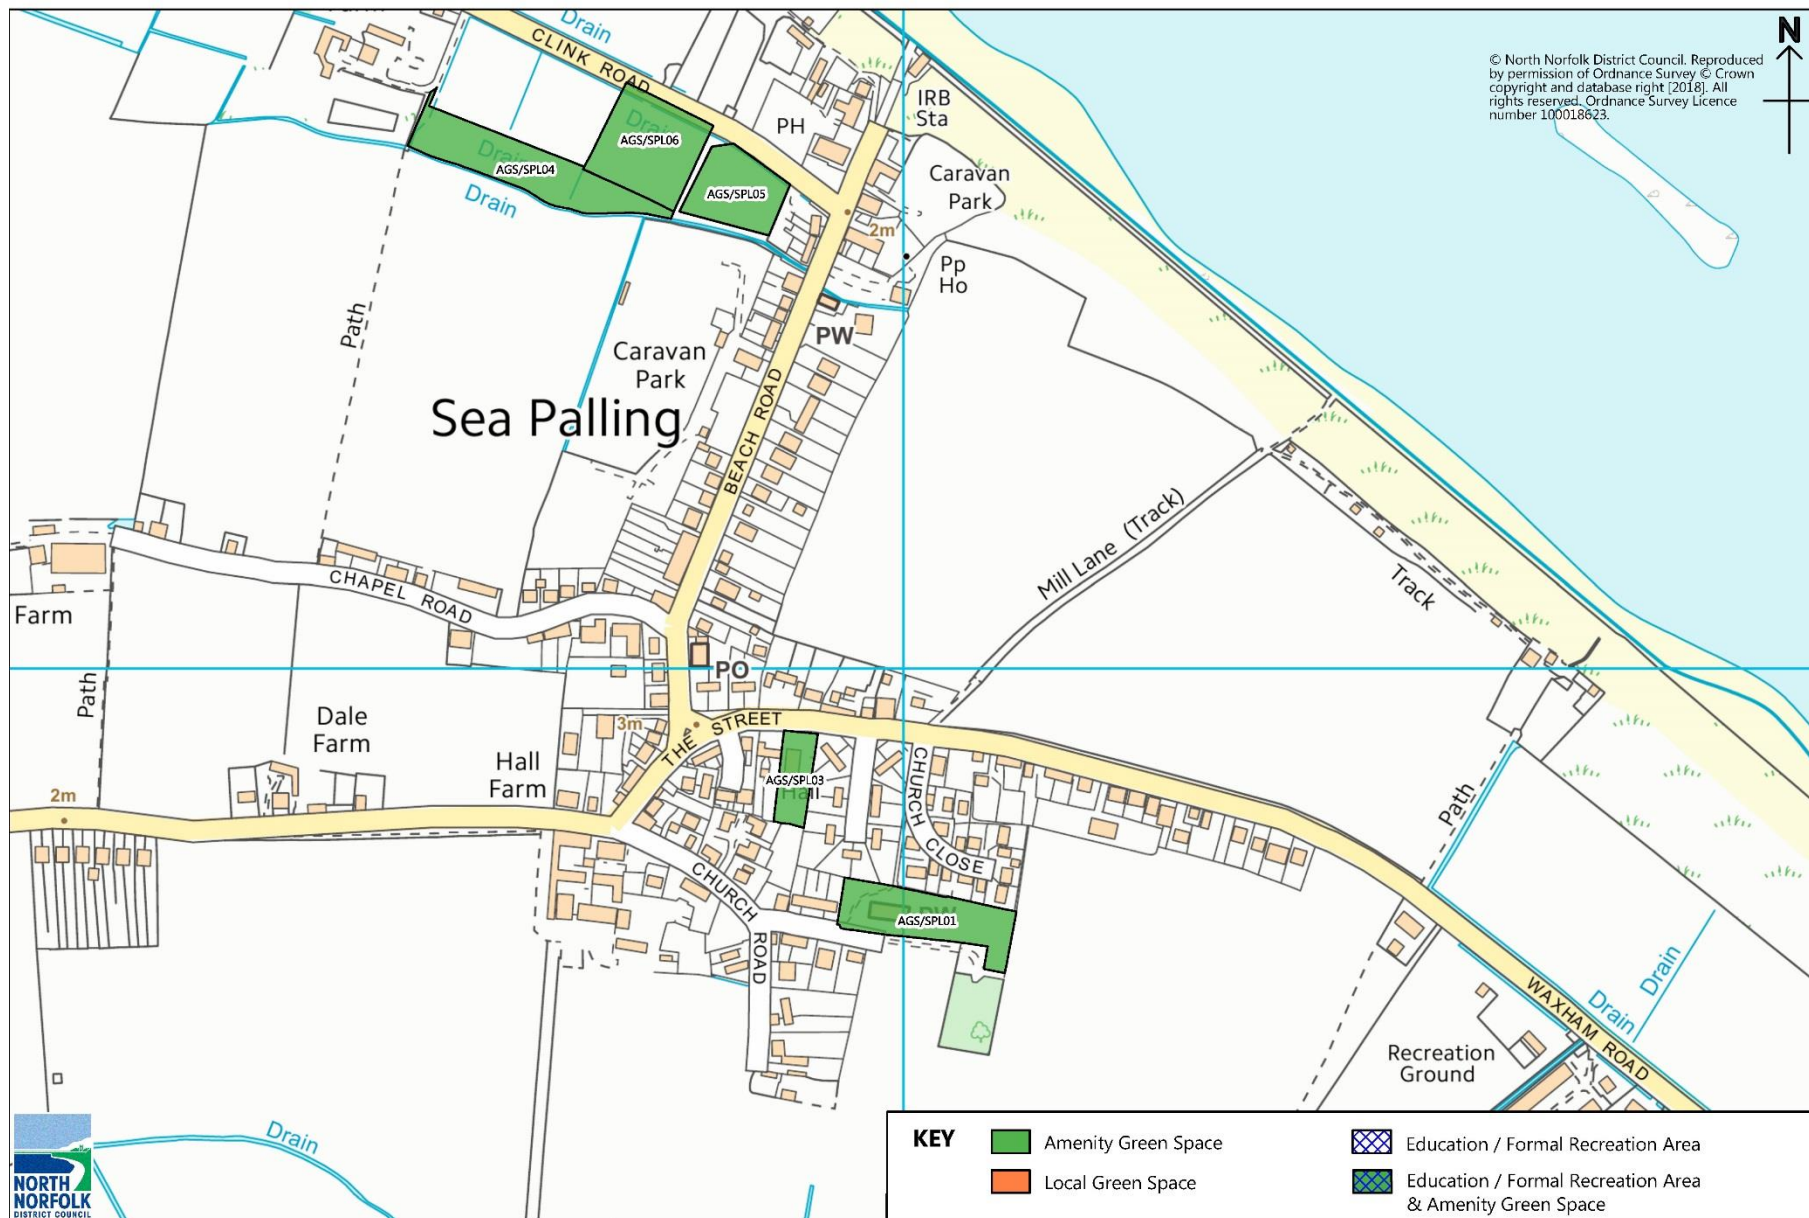 Drain
CLINK ROAD
N
© North Norfolk District Council. Reproduced
by permission of Ordnance Survey © Crown
copyright and database right [2018]. All
rights reserved. Ordnance Survey Licence
number 100018623.
IRB
Sta
PH
Drain
AGS/SPL06
Drain
AGS/SPL04
AGS/SPL05
Caravan
Park
Drain
2m
Pp
Ho
Path
PW
Caravan
Park
Sea Palling
BEACH ROAD
Mill Lane (Track)
Track
CHAPEL ROAD
Farm
PO
Path
Dale
Farm
3m
THE STREET
Hall
Farm
AGS/SPL03
Hall
CHURCH
CLOSE
2m
Path
CHURCH
ROAD
PW
AGS/SPL01
Drain
Drain
WAXHAM ROAD
Recreation
Ground
Drain
NORTH
NORFOLK
DISTRICT COUNCIL
KEY
Amenity Green Space
Local Green Space
Education / Formal Recreation Area
Education / Formal Recreation Area
& Amenity Green Space